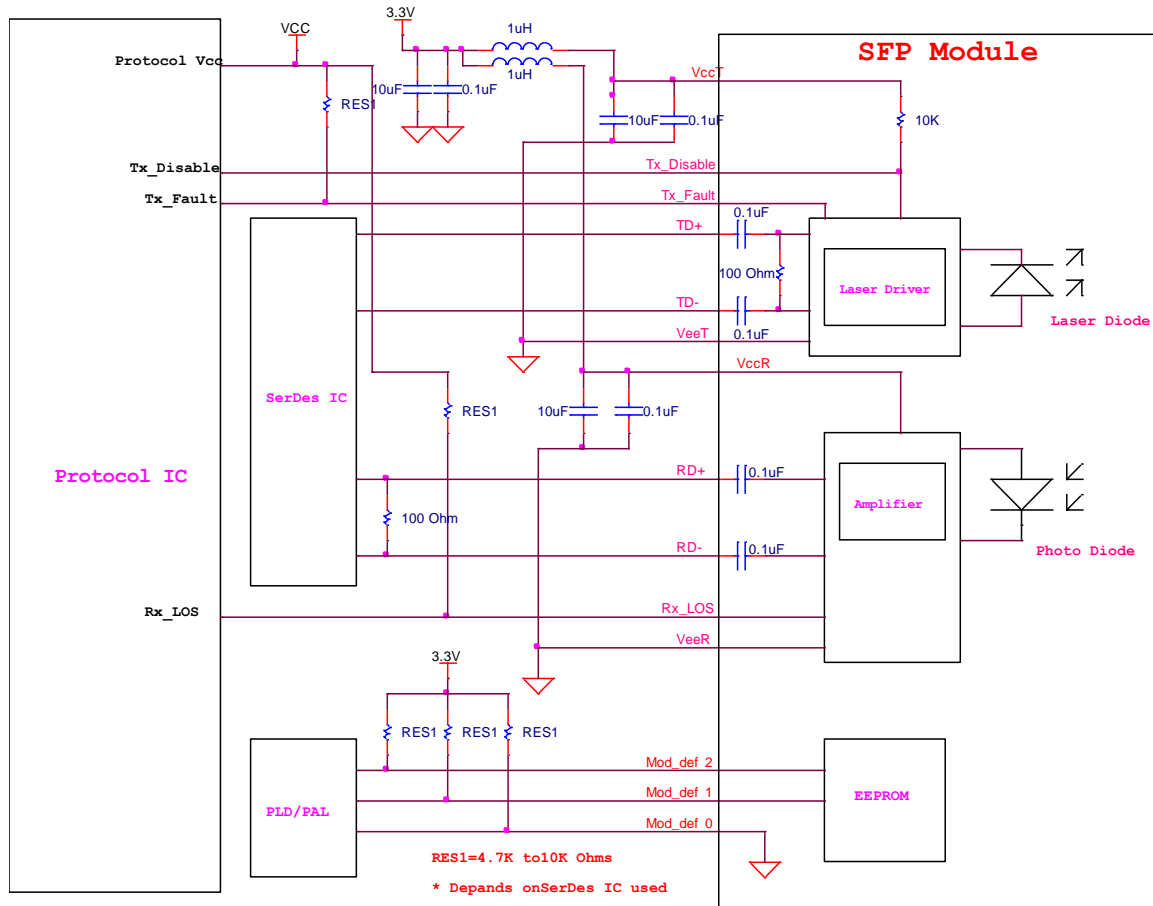 3.3V
1uH
VCC
SFP Module
Protocol Vcc
1uH
VccT
10uF
0.1uF
RES1
10uF
0.1uF
10K
Tx_Disable
Tx_Disable
Tx_Fault
Tx_Fault
0.1uF
TD+
100 Ohm
Laser Driver
TD-
Laser Diode
VeeT
0.1uF
VccR
SerDes IC
RES1
10uF
0.1uF
Protocol IC
RD+
0.1uF
Amplifier
100 Ohm
RD-
0.1uF
Photo Diode
Rx_LOS
Rx_LOS
VeeR
3.3V
RES1
RES1
RES1
Mod_def 2
Mod_def 1
EEPROM
PLD/PAL
Mod_def 0
RES1=4.7K to10K Ohms
* Depands onSerDes IC used